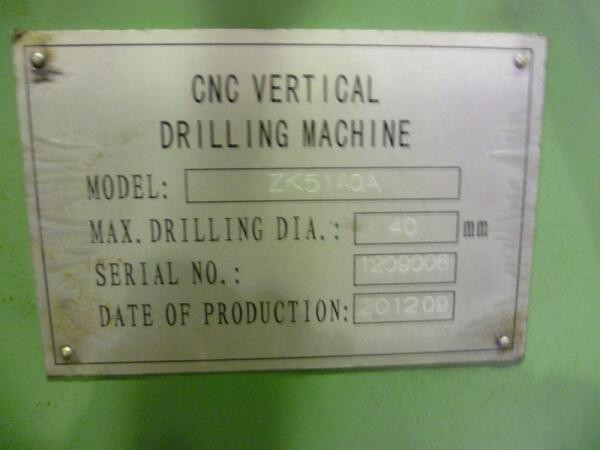 CNC VERTICAL
DRILLING MACHINE
MODEL: ZK5140A
MAX. DRILLING DIA.: 40 mm
SERIAL NO.: 1209006
DATE OF PRODUCTION: 201209